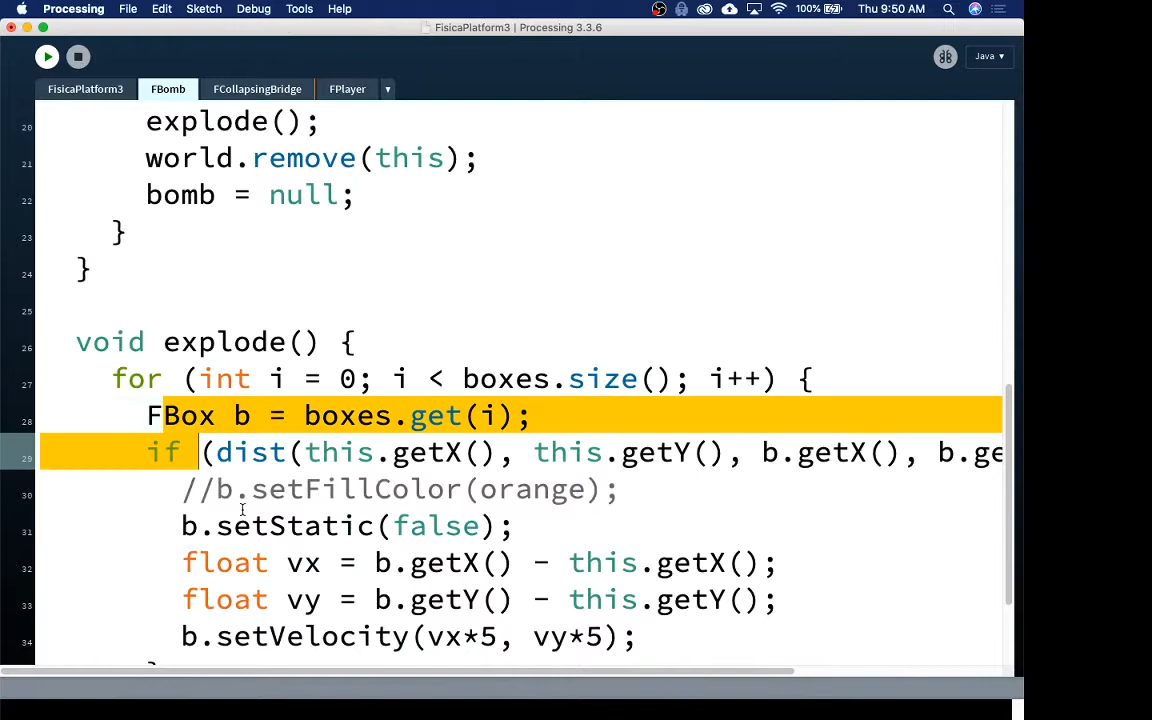 Processing File Edit Sketch Debug Tools Help 100% Thu 9:50 AM
FisicaPlatform3 | Processing 3.3.6
Java ▾
FisicaPlatform3 FBomb FCollapsingBridge FPlayer ▾
20 explode();
21 world.remove(this);
22 bomb = null;
23 }
24 }
25
26 void explode() {
27 for (int i = 0; i < boxes.size(); i++) {
28 FBox b = boxes.get(i);
29 if (dist(this.getX(), this.getY(), b.getX(), b.ge
30 //b.setFillColor(orange);
31 b.setStatic(false);
32 float vx = b.getX() - this.getX();
33 float vy = b.getY() - this.getY();
34 b.setVelocity(vx*5, vy*5);